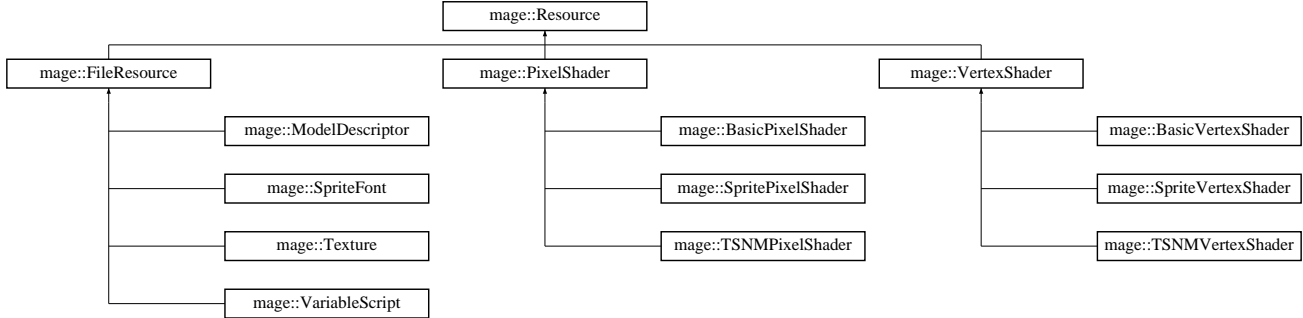 mage::Resource
mage::FileResource
mage::PixelShader
mage::VertexShader
mage::ModelDescriptor
mage::BasicPixelShader
mage::BasicVertexShader
mage::SpriteFont
mage::SpritePixelShader
mage::SpriteVertexShader
mage::Texture
mage::TSNMPixelShader
mage::TSNMVertexShader
mage::VariableScript